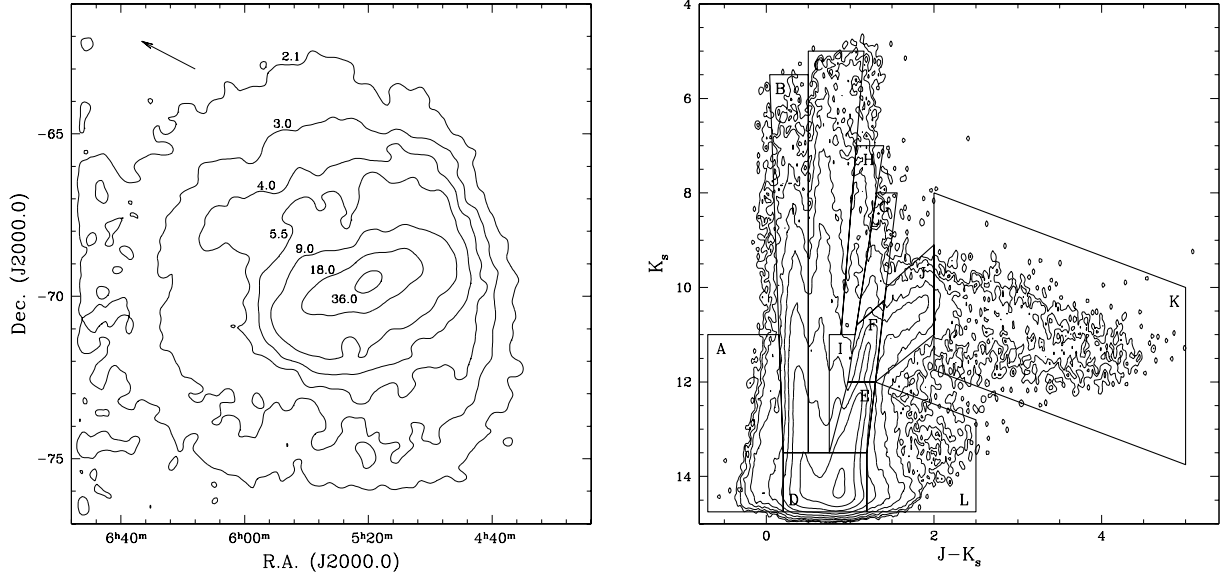 2.1
3.0
4.0
5.5
9.0
18.0
36.0
−65
−70
−75
Dec. (J2000.0)
6h40m 6h00m 5h20m 4h40m
R.A. (J2000.0)
4
6
8
10
12
14
Ks
B
C
H
K
F
A
I
E
D
L
0 2 4
J−Ks